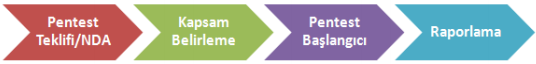 Pentest
Teklifi/NDA
Kapsam
Belirleme
Pentest
Başlangıcı
Raporlama